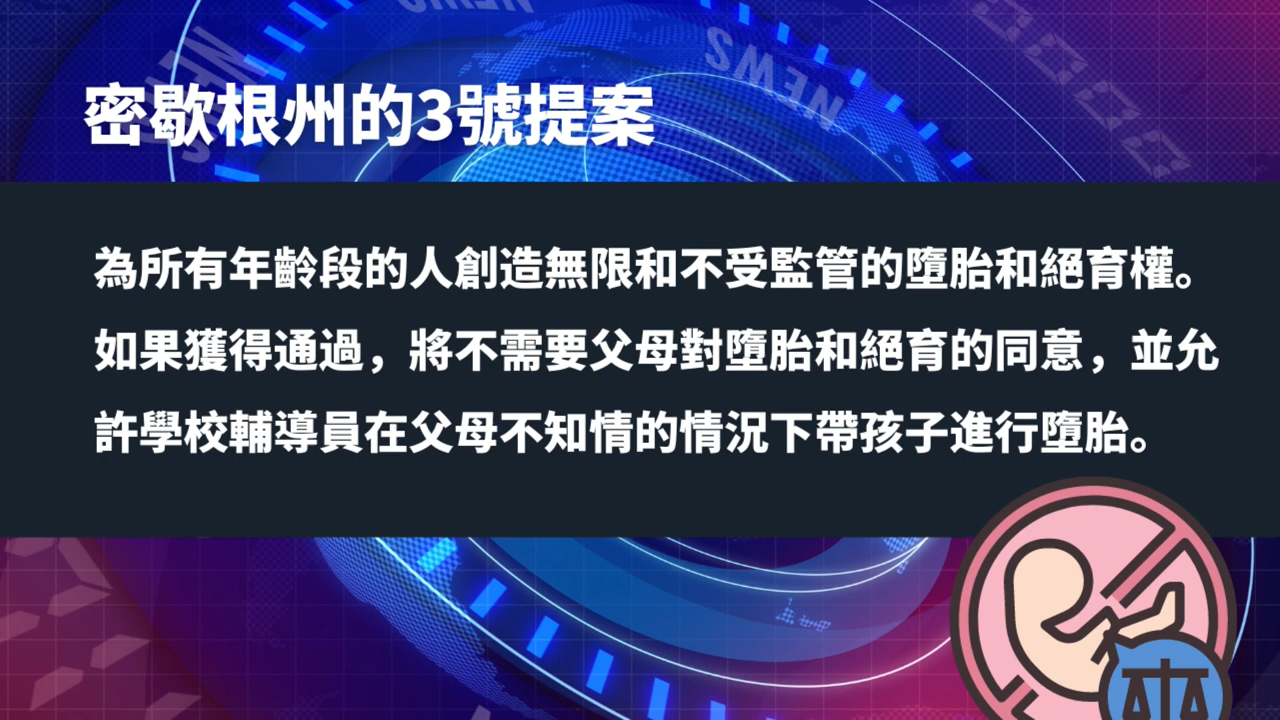 密歇根州的3號提案
為所有年齡段的人創造無限和不受監管的墮胎和絕育權。
如果獲得通過，將不需要父母對墮胎和絕育的同意，並允
許學校輔導員在父母不知情的情況下帶孩子進行墮胎。
NEWS
NEWS
NEWS